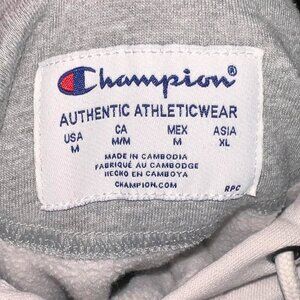 Champion®
AUTHENTIC ATHLETICWEAR
USA CA MEX ASIA
M M/M M XL
MADE IN CAMBODIA
FABRIQUÉ AU CAMBODGE
HECHO EN CAMBOYA
CHAMPION.COM
RPC